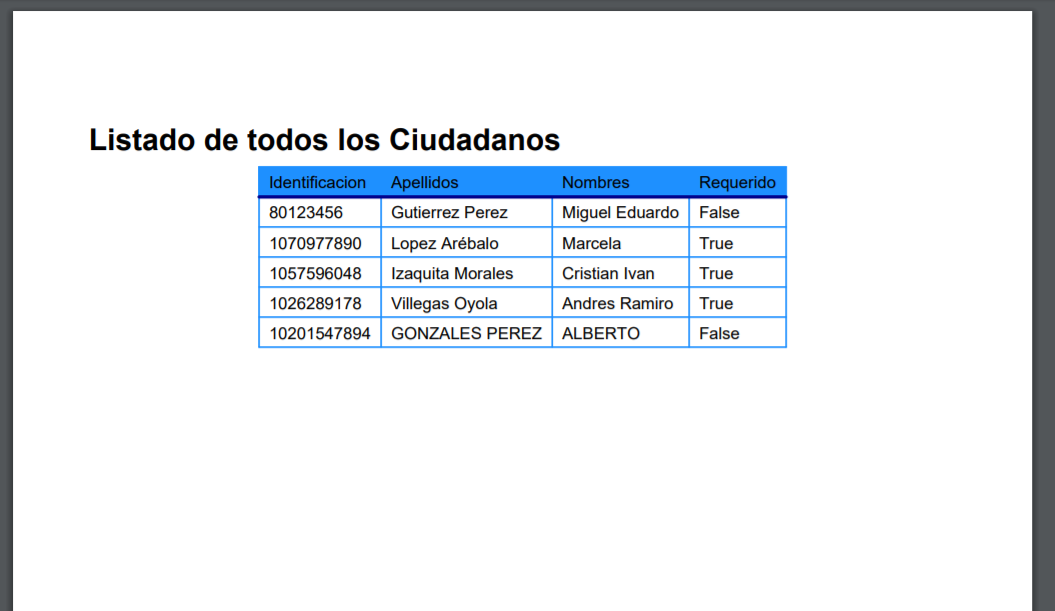 Listado de todos los Ciudadanos
Identificacion Apellidos Nombres Requerido
80123456 Gutierrez Perez Miguel Eduardo False
1070977890 Lopez Arébalo Marcela True
1057596048 Izaquita Morales Cristian Ivan True
1026289178 Villegas Oyola Andres Ramiro True
10201547894 GONZALES PEREZ ALBERTO False